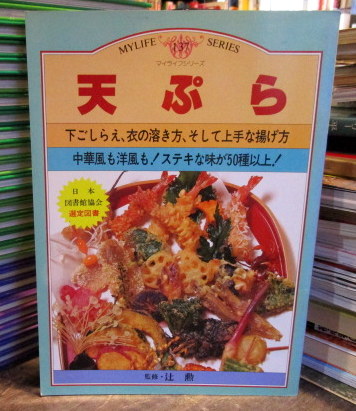 MYLIFE 137 SERIES
マイライフシリーズ
天ぷら
下ごしらえ、衣の溶き方、そして上手な揚げ方
中華風も洋風も!ステキな味が50種以上!
日本
図書館協会
選定図書
監修・辻勲